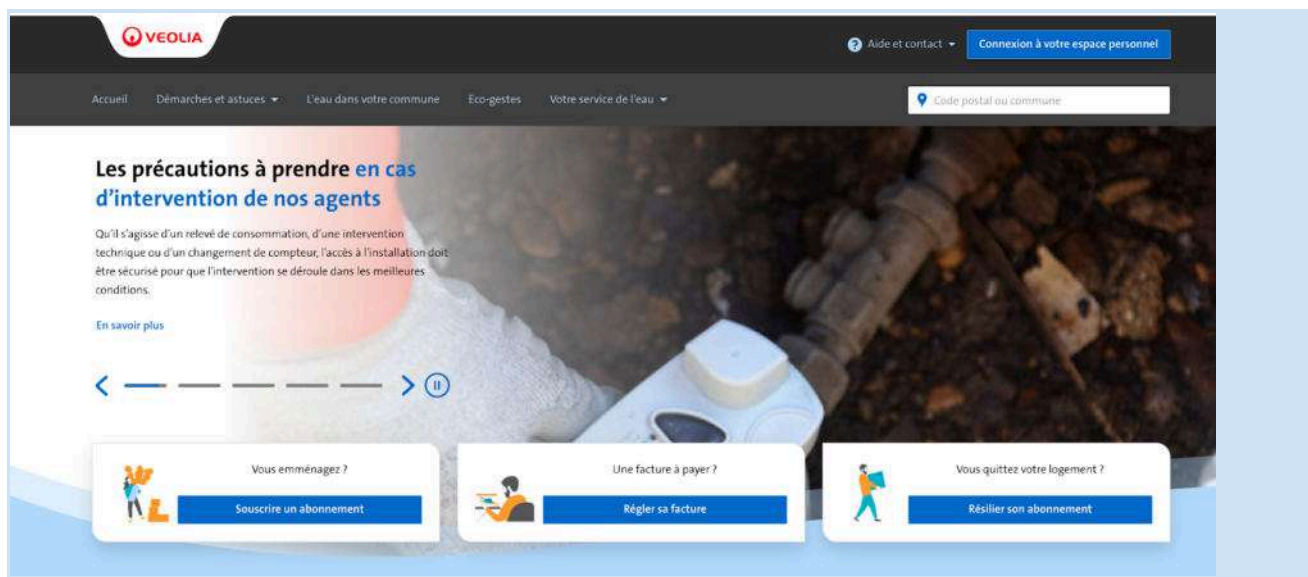 VEOLIA
Aide et contact
Connexion à votre espace personnel
Accueil
Démarches et astuces
L'eau dans votre commune
Eco-gestes
Votre service de l'eau
Code postal ou commune
Les précautions à prendre en cas
d'intervention de nos agents
Qu'il s'agisse d'un relevé de consommation, d'une intervention
technique ou d'un changement de compteur, l'accès à l'installation doit
être sécurisé pour que l'intervention se déroule dans les meilleures
conditions.
En savoir plus
Vous emménagez ?
Souscrire un abonnement
Une facture à payer ?
Régler sa facture
Vous quittez votre logement ?
Résilier son abonnement